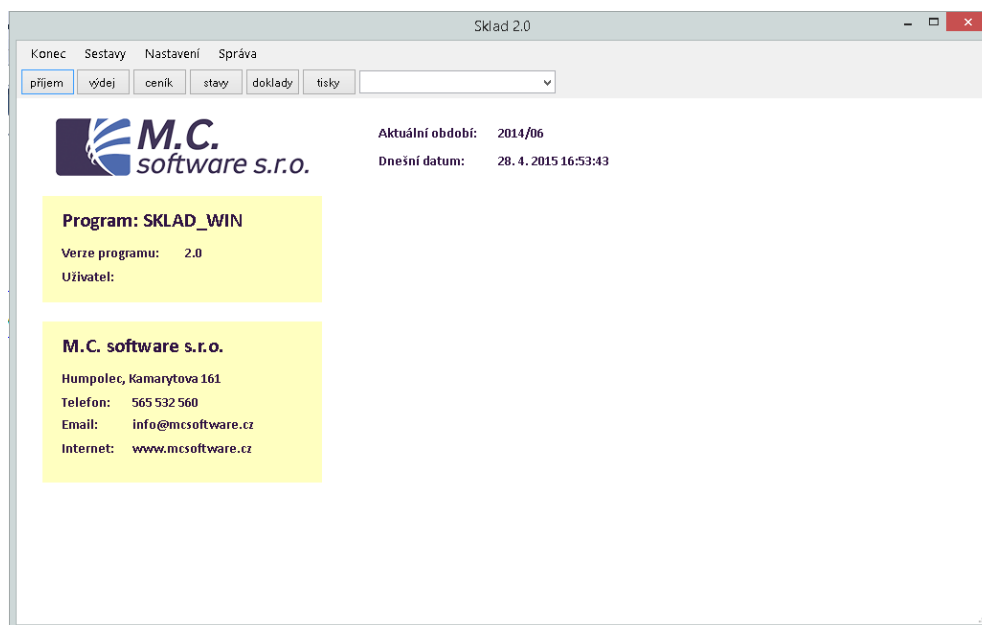 Sklad 2.0
Konec Sestavy Nastavení Správa
příjem výdej ceník stavy doklady tisky
M.C.
software s.r.o.
Aktuální období: 2014/06
Dnešní datum: 28. 4. 2015 16:53:43
Program: SKLAD_WIN
Verze programu: 2.0
Uživatel:
M.C. software s.r.o.
Humpolec, Kamarytova 161
Telefon: 565 532 560
Email: info@mcsoftware.cz
Internet: www.mcsoftware.cz